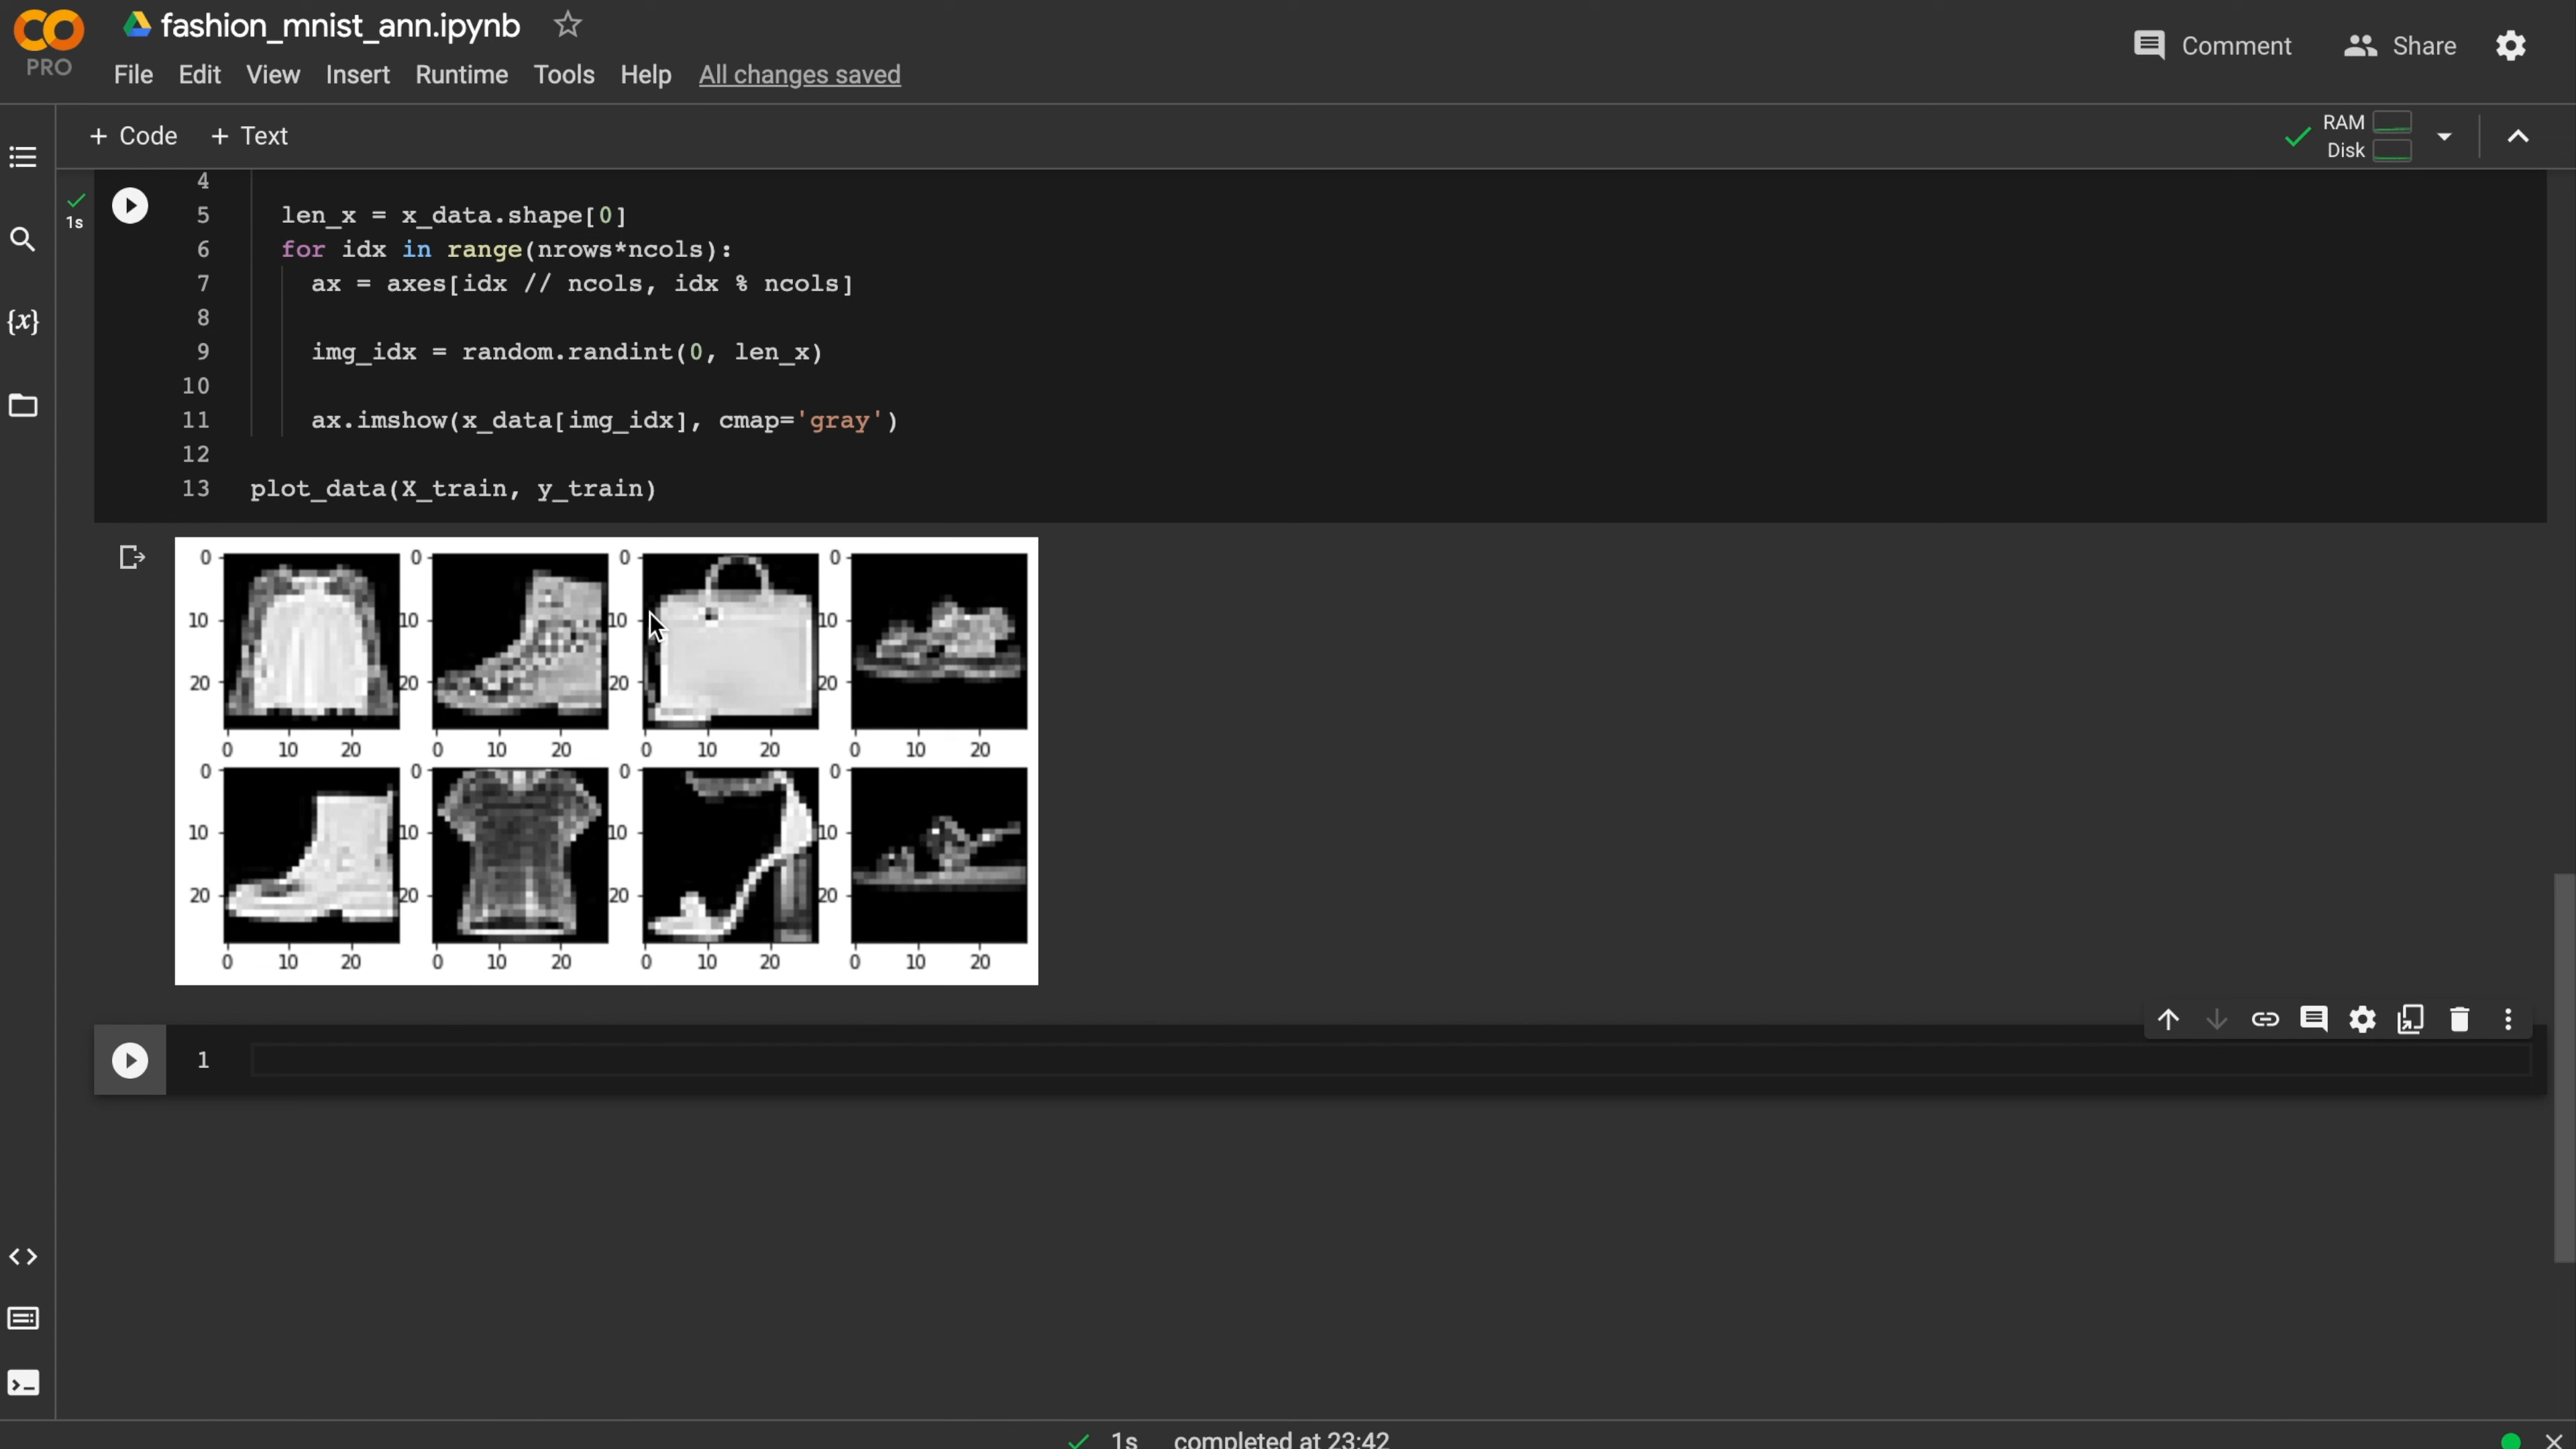 fashion_mnist_ann.ipynb
PRO
File Edit View Insert Runtime Tools Help All changes saved
Comment Share
+ Code + Text
RAM
Disk
1s
4
5 len_x = x_data.shape[0]
6 for idx in range(nrows*ncols):
7 ax = axes[idx // ncols, idx % ncols]
8
9 img_idx = random.randint(0, len_x)
10
11 ax.imshow(x_data[img_idx], cmap='gray')
12
13 plot_data(X_train, y_train)
{x}
0 0 0 0
10 10 10 10
20 20 20 20
0 10 20 0 10 20 0 10 20 0 10 20
0 0 0 0
10 10 10 10
20 20 20 20
0 10 20 0 10 20 0 10 20 0 10 20
1
1s completed at 23:42